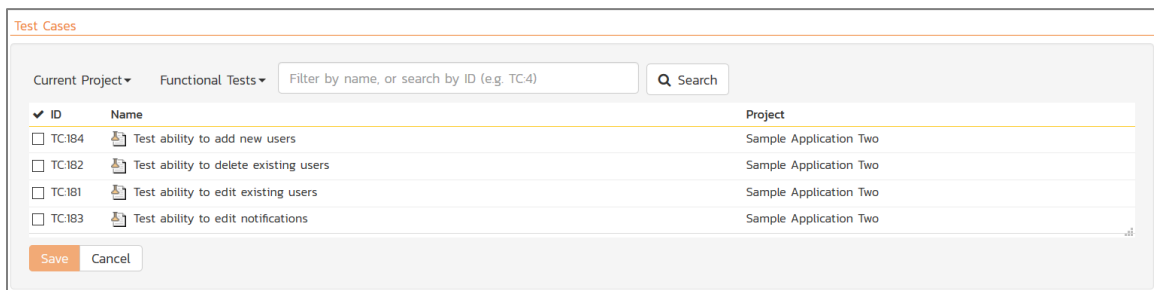 Test Cases
Current Project Functional Tests Filter by name, or search by ID (e.g. TC:4) Search
ID Name Project
TC:184 Test ability to add new users Sample Application Two
TC:182 Test ability to delete existing users Sample Application Two
TC:181 Test ability to edit existing users Sample Application Two
TC:183 Test ability to edit notifications Sample Application Two
Save Cancel